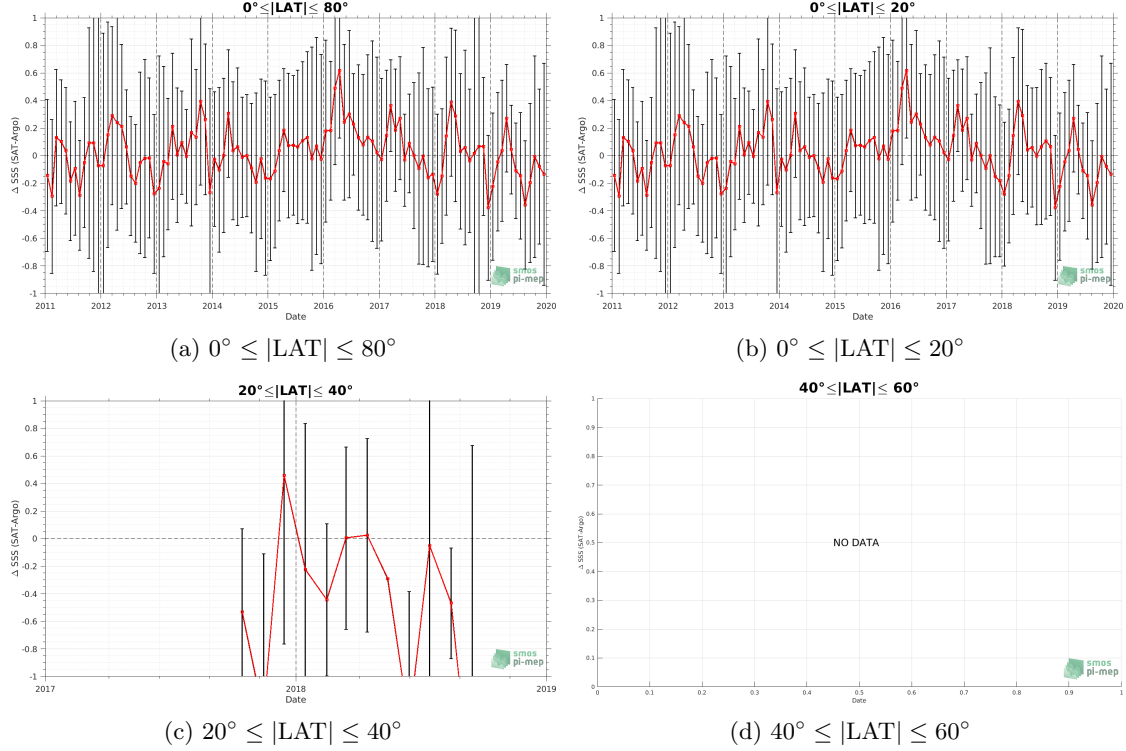 0°≤|LAT|≤ 80°
1
0.8
0.6
0.4
0.2
0
-0.2
-0.4
-0.6
-0.8
-1
Δ SSS (SAT-Argo)
2011 2012 2013 2014 2015 2016 2017 2018 2019 2020
Date
smos
pi-mep
(a) 0° ≤ |LAT| ≤ 80°
0°≤|LAT|≤ 20°
1
0.8
0.6
0.4
0.2
0
-0.2
-0.4
-0.6
-0.8
-1
Δ SSS (SAT-Argo)
2011 2012 2013 2014 2015 2016 2017 2018 2019 2020
Date
smos
pi-mep
(b) 0° ≤ |LAT| ≤ 20°
20°≤|LAT|≤ 40°
1
0.8
0.6
0.4
0.2
0
-0.2
-0.4
-0.6
-0.8
-1
Δ SSS (SAT-Argo)
2017 2018 2019
Date
smos
pi-mep
(c) 20° ≤ |LAT| ≤ 40°
40°≤|LAT|≤ 60°
1
0.9
0.8
0.7
0.6
0.5
0.4
0.3
0.2
0.1
0
Δ SSS (SAT-Argo)
NO DATA
0 0.1 0.2 0.3 0.4 0.5 0.6 0.7 0.8 0.9 1
Date
smos
pi-mep
(d) 40° ≤ |LAT| ≤ 60°